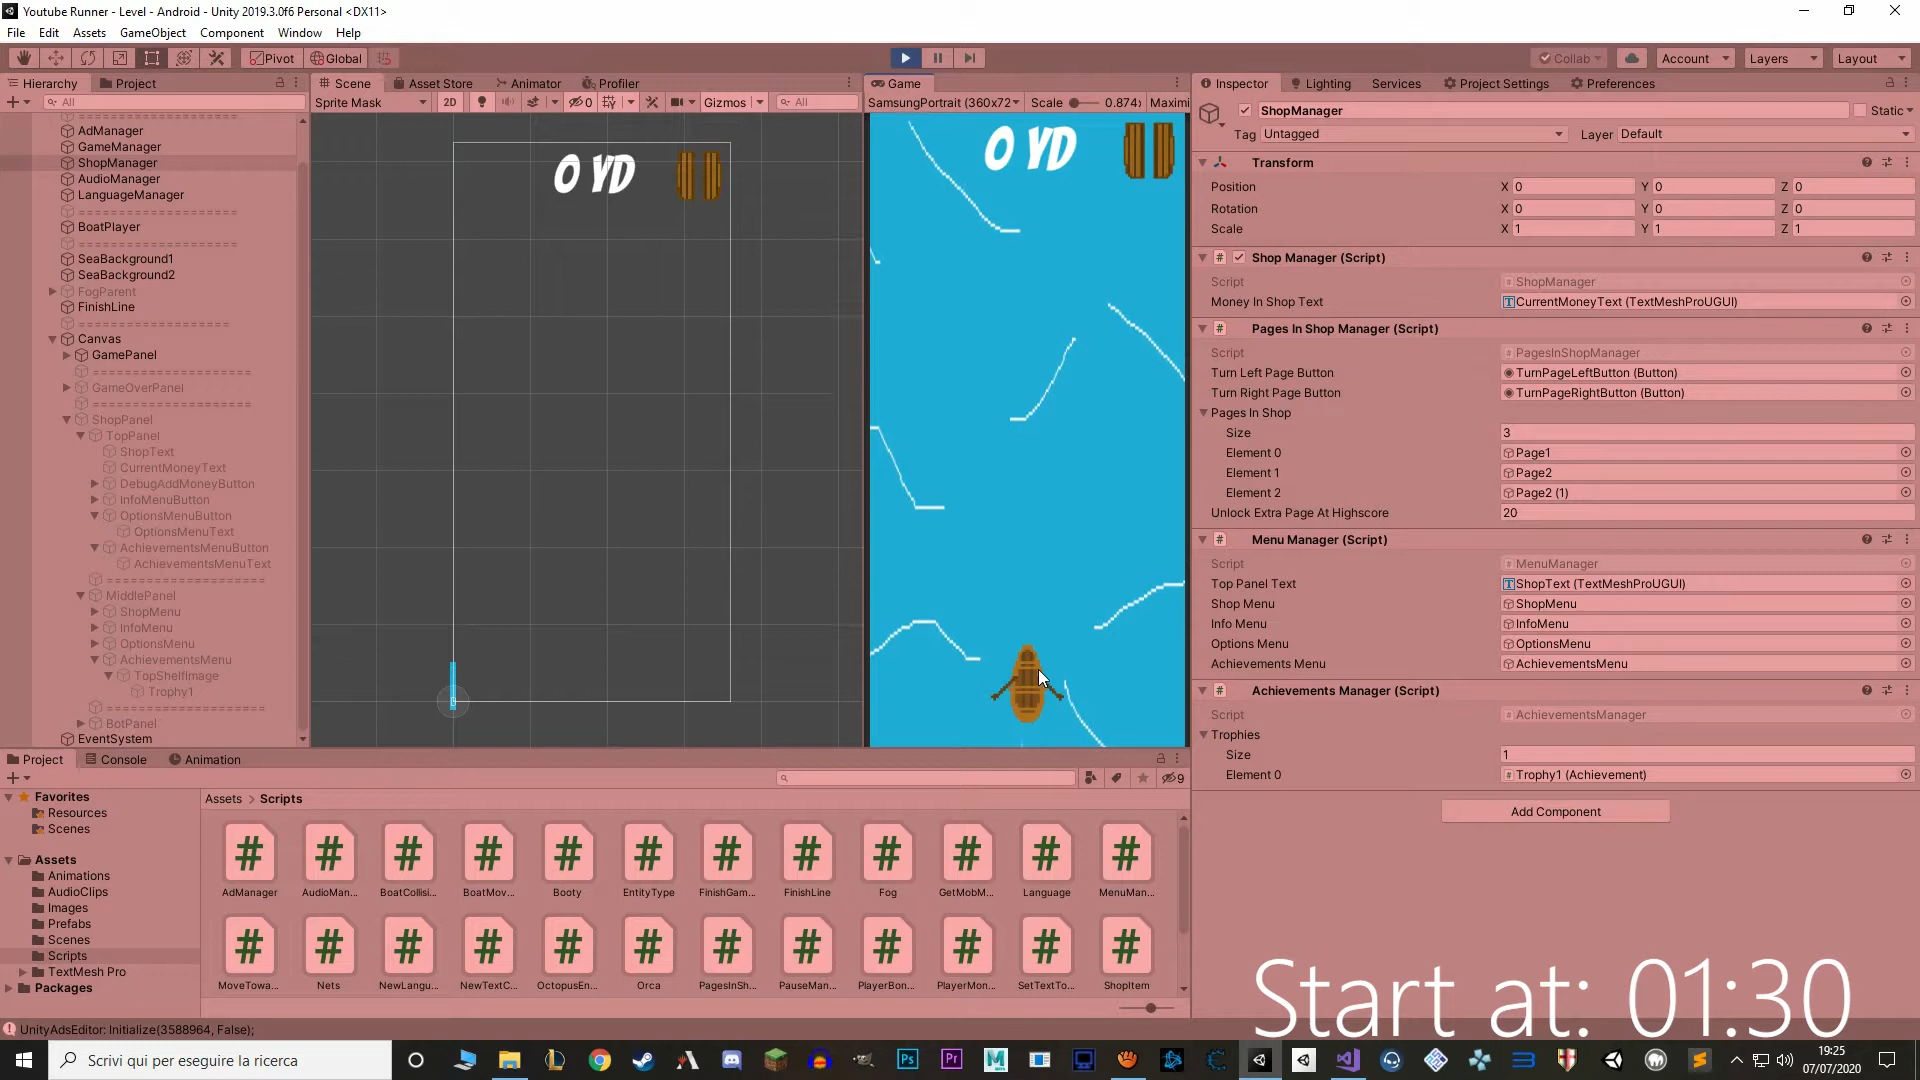 Youtube Runner - Level - Android - Unity 2019.3.0f6 Personal <DX11>
File Edit Assets GameObject Component Window Help
Pivot Global Collab Account Layers Layout
Hierarchy Project Scene Asset Store Animator Profiler Game Inspector Lighting Services Project Settings Preferences
All Sprite Mask 2D Gizmos All SamsungPortrait (360x72 Scale 0.874 Maximi
ShopManager Static
Tag Untagged Layer Default
AdManager
GameManager
ShopManager
AudioManager
LanguageManager
BoatPlayer
SeaBackground1
SeaBackground2
FogParent
FinishLine
Canvas
GamePanel
GameOverPanel
ShopPanel
TopPanel
ShopText
CurrentMoneyText
DebugAddMoneyButton
InfoMenuButton
OptionsMenuButton
OptionsMenuText
AchievementsMenuButton
AchievementsMenuText
MiddlePanel
ShopMenu
InfoMenu
OptionsMenu
AchievementsMenu
TopShelfImage
Trophy1
BotPanel
EventSystem
0 YD
0 YD
Transform
Position X 0 Y 0 Z 0
Rotation X 0 Y 0 Z 0
Scale X 1 Y 1 Z 1
Shop Manager (Script)
Script ShopManager
Money In Shop Text CurrentMoneyText (TextMeshProUGUI)
Pages In Shop Manager (Script)
Script PagesInShopManager
Turn Left Page Button TurnPageLeftButton (Button)
Turn Right Page Button TurnPageRightButton (Button)
Pages In Shop
Size 3
Element 0 Page1
Element 1 Page2
Element 2 Page2 (1)
Unlock Extra Page At Highscore 20
Menu Manager (Script)
Script MenuManager
Top Panel Text ShopText (TextMeshProUGUI)
Shop Menu ShopMenu
Info Menu InfoMenu
Options Menu OptionsMenu
Achievements Menu AchievementsMenu
Achievements Manager (Script)
Script AchievementsManager
Trophies
Size 1
Element 0 Trophy1 (Achievement)
Add Component
Project Console Animation
9
Favorites
Resources
Scenes
Assets
Animations
AudioClips
Images
Prefabs
Scenes
Scripts
TextMesh Pro
Packages
Assets > Scripts
AdManager AudioMan... BoatCollisi... BoatMov... Booty EntityType FinishGam... FinishLine Fog GetMobM... Language MenuMan...
MoveTowa... Nets NewLangu... NewTextC... OctopusEn... Orca PagesInSh... PauseMan... PlayerBon... PlayerMon... SetTextTo... ShopItem
Start at: 01:30
UnityAdsEditor: Initialize(3588964, False);
Scrivi qui per eseguire la ricerca
19:25
07/07/2020